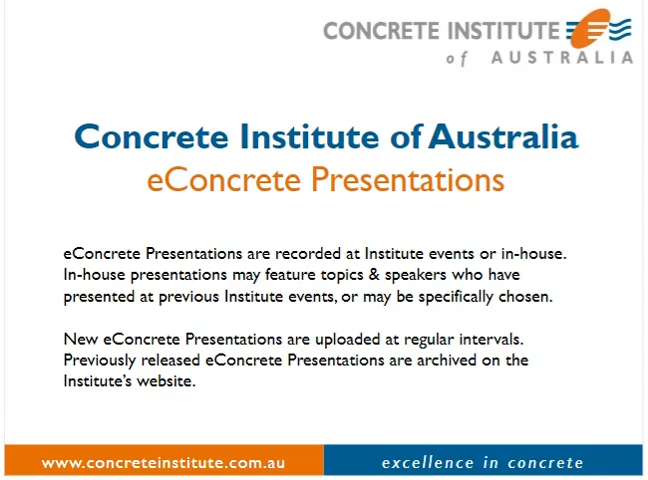 CONCRETE INSTITUTE
of AUSTRALIA
Concrete Institute of Australia
eConcrete Presentations
eConcrete Presentations are recorded at Institute events or in-house.
In-house presentations may feature topics & speakers who have
presented at previous Institute events, or may be specifically chosen.
New eConcrete Presentations are uploaded at regular intervals.
Previously released eConcrete Presentations are archived on the
Institute's website.
www.concreteinstitute.com.au
excellence in concrete